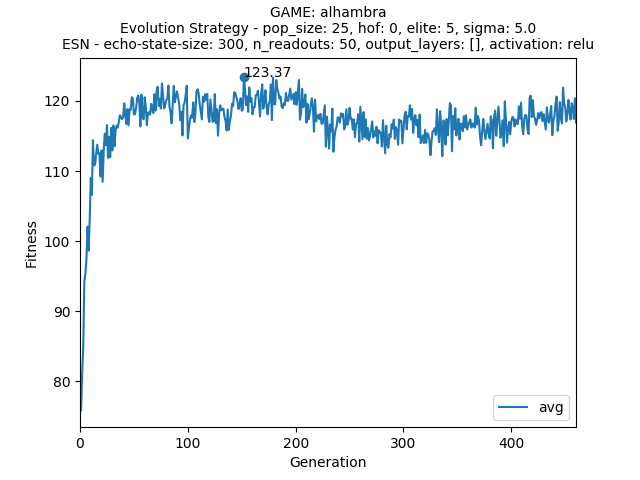 GAME: alhambra
Evolution Strategy - pop_size: 25, hof: 0, elite: 5, sigma: 5.0
ESN - echo-state-size: 300, n_readouts: 50, output_layers: [], activation: relu
123.37
120
110
100
90
80
Fitness
avg
0 100 200 300 400
Generation